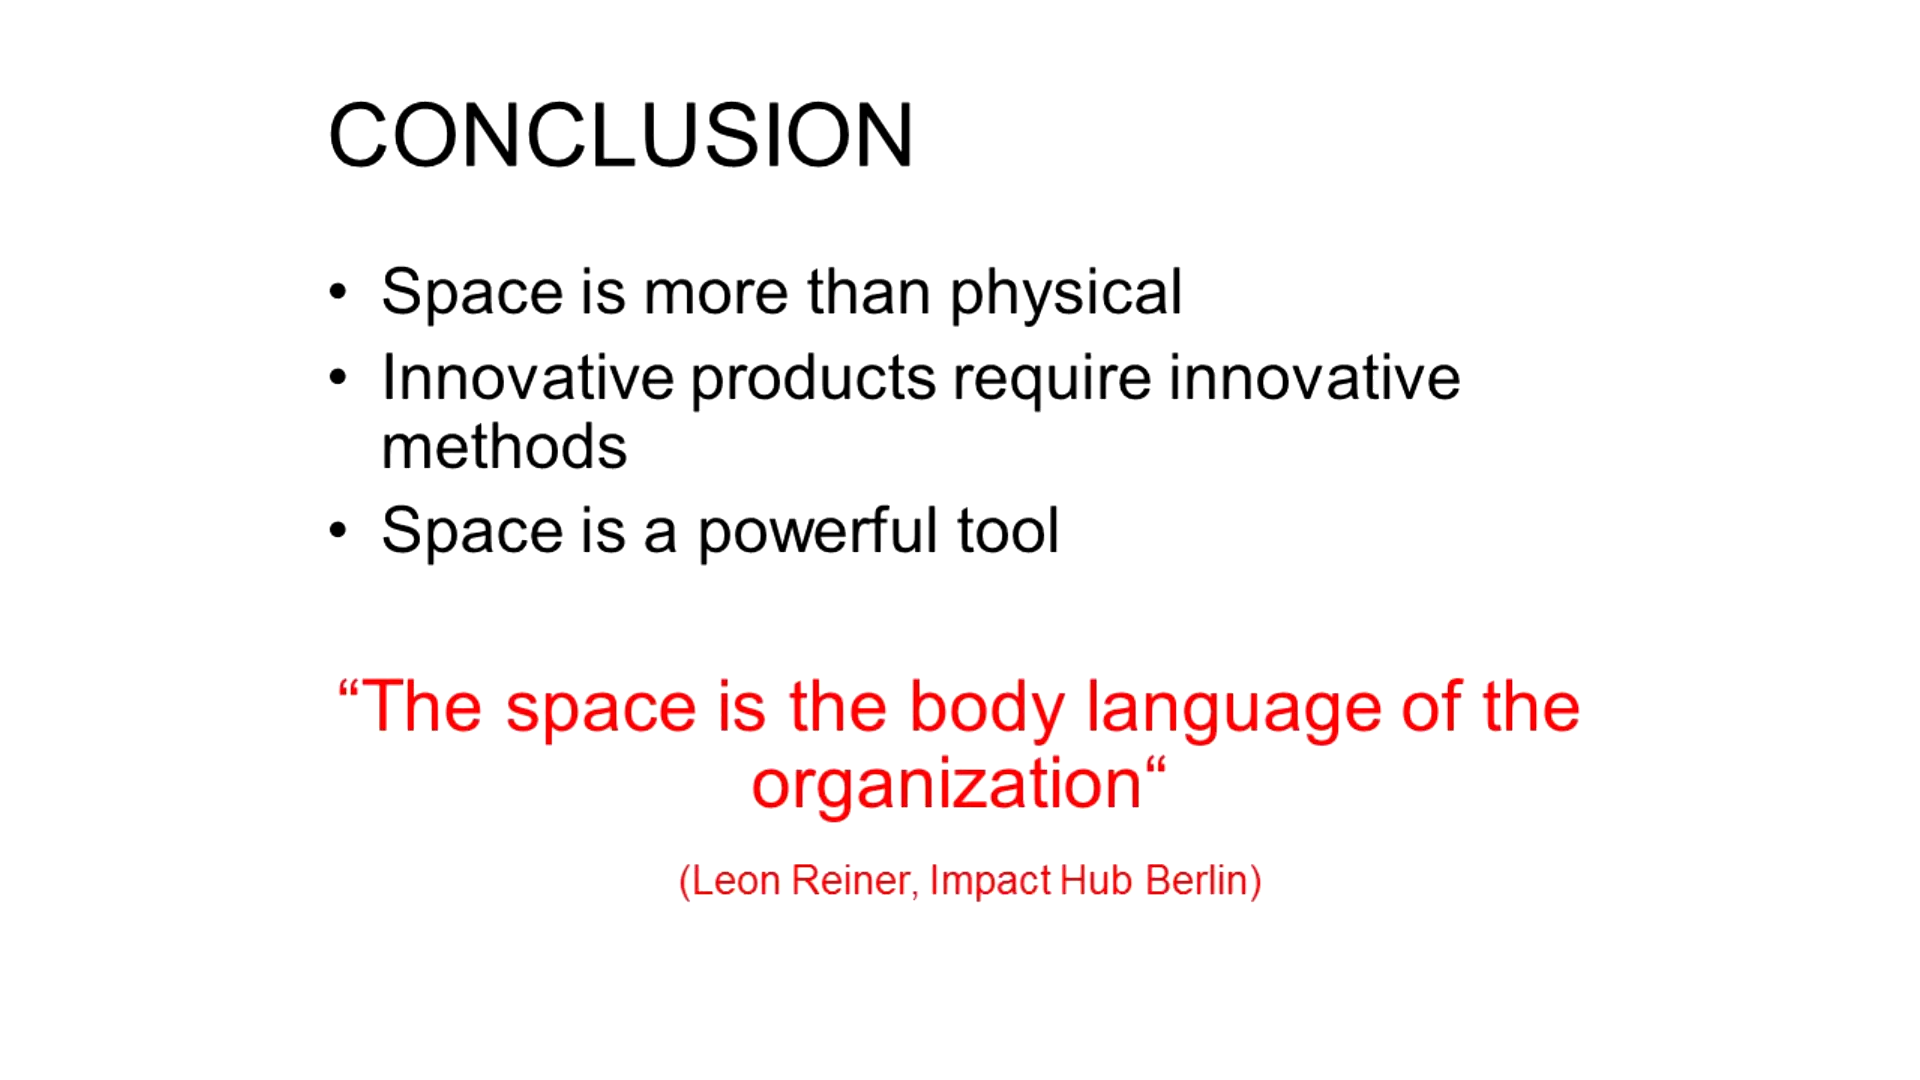 CONCLUSION
• Space is more than physical
• Innovative products require innovative
methods
• Space is a powerful tool
“The space is the body language of the
organization“
(Leon Reiner, Impact Hub Berlin)